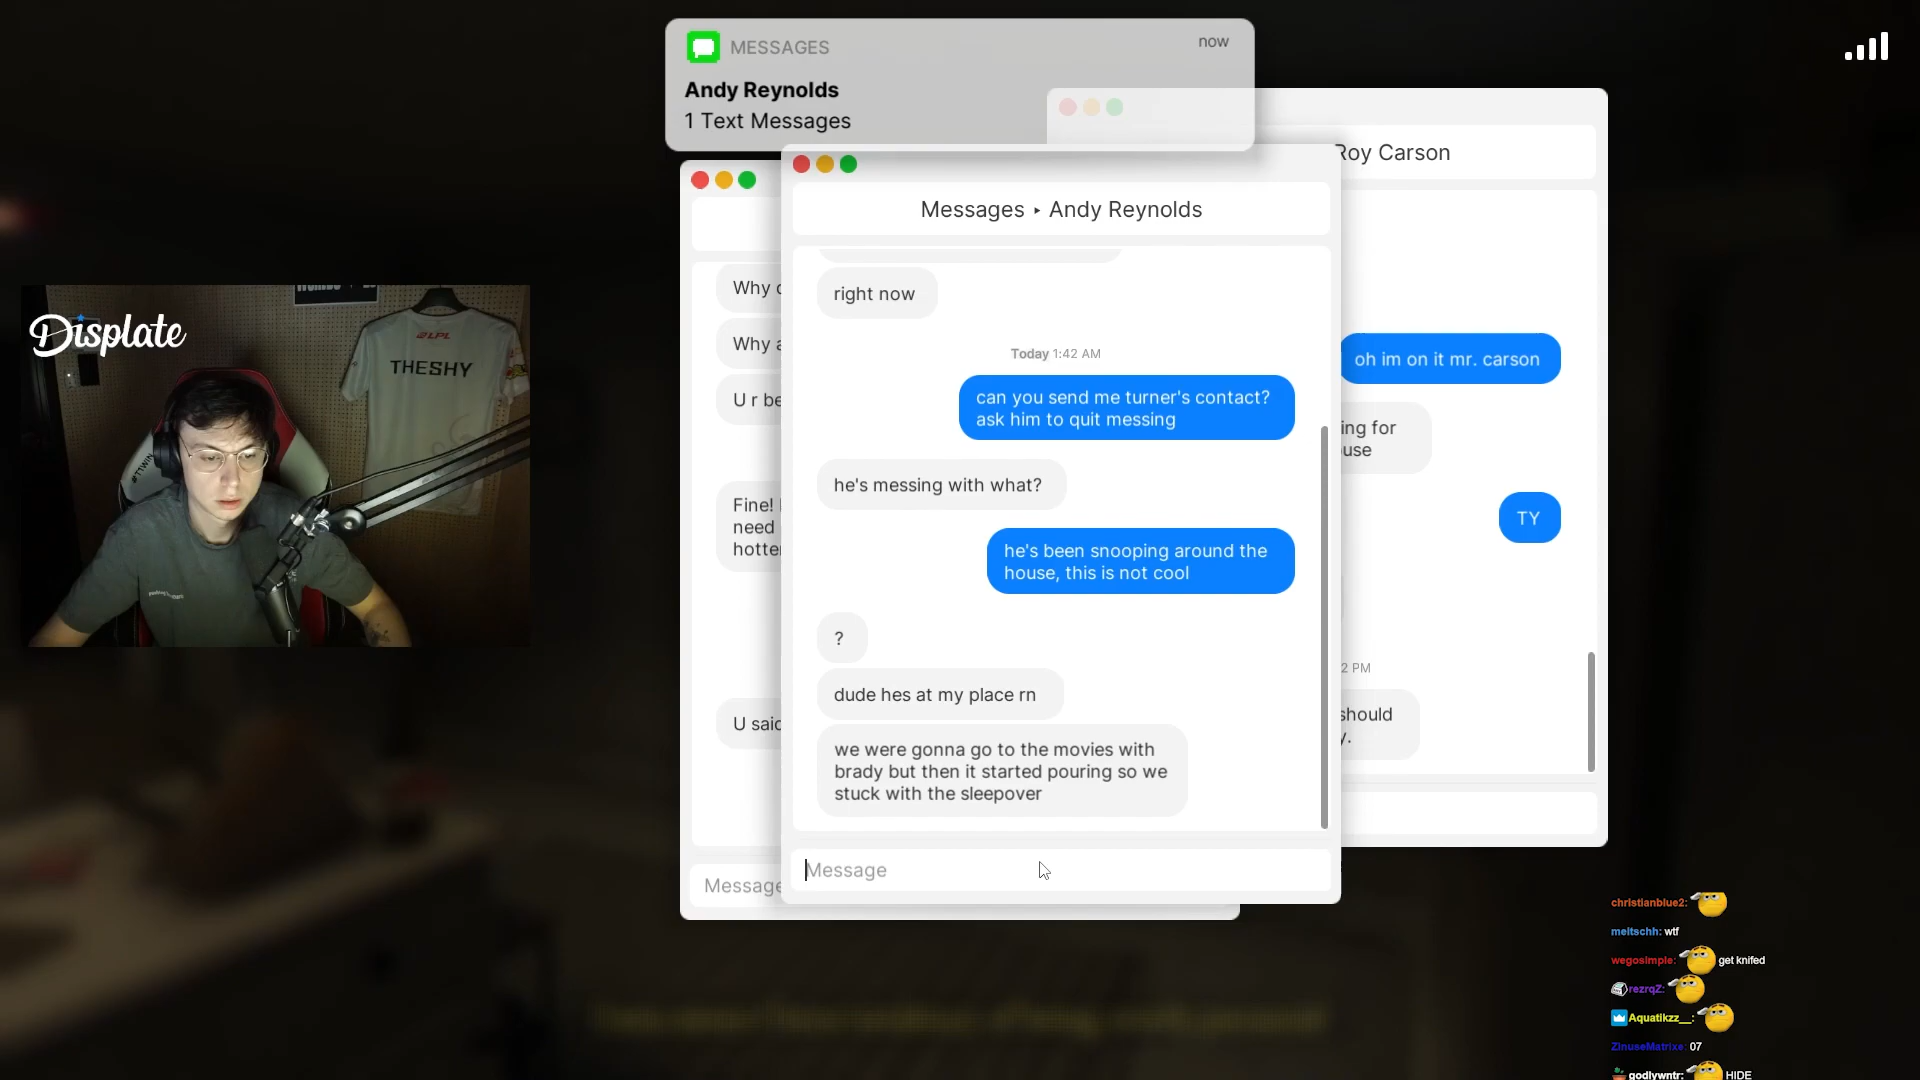 MESSAGES
now
Andy Reynolds
1 Text Messages
Roy Carson
Messages ▸ Andy Reynolds
right now
Today 1:42 AM
can you send me turner's contact?
ask him to quit messing
he's messing with what?
he's been snooping around the
house, this is not cool
?
dude hes at my place rn
we were gonna go to the movies with
brady but then it started pouring so we
stuck with the sleepover
Message
Why
Why a
U r be
Fine!
need
hotte
U said
Message
oh im on it mr. carson
ing for
use
TY
2 PM
should
y.
Displate
LPL
THESHY
christianblue2:
meltschh: wtf
wegosimple: get knifed
rezrqZ:
Aquatikzz__:
ZinuseMatrixe: 07
godlywntr: HIDE